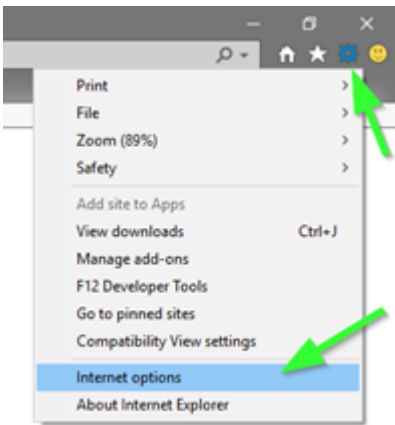 Print
File
Zoom (89%)
Safety
Add site to Apps
View downloads Ctrl+J
Manage add-ons
F12 Developer Tools
Go to pinned sites
Compatibility View settings
Internet options
About Internet Explorer